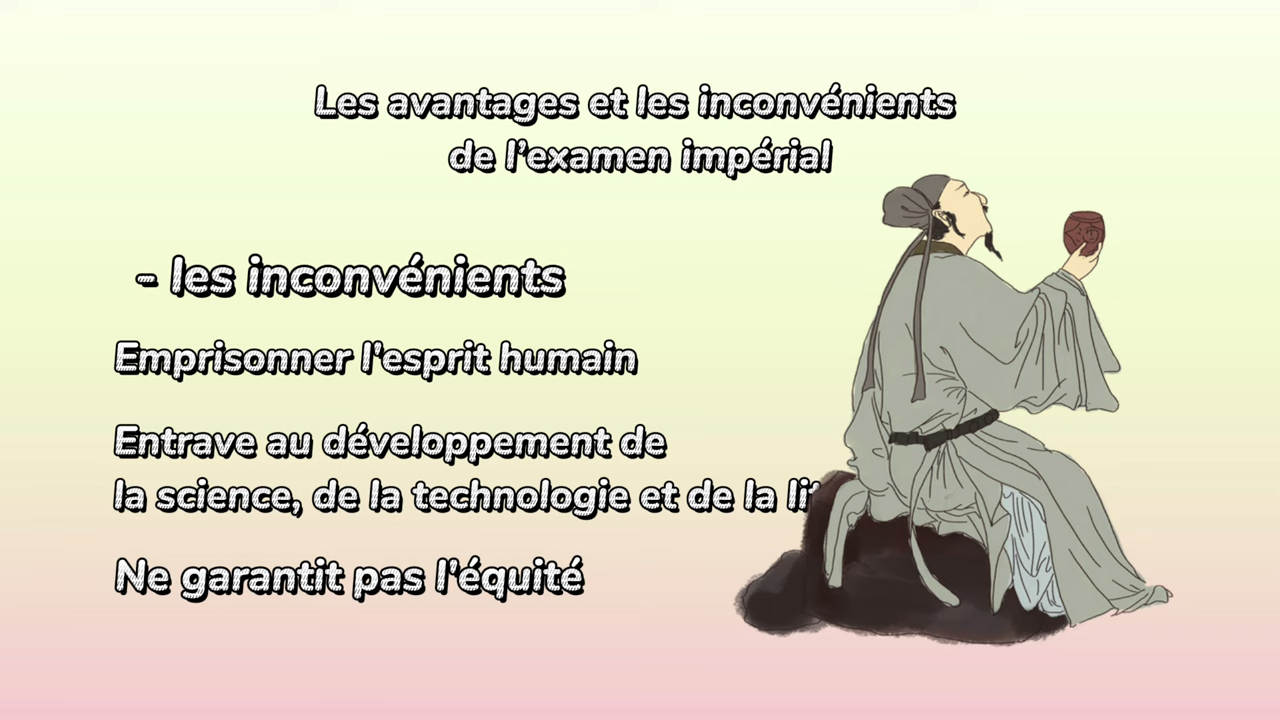 Les avantages et les inconvénients
de l'examen impérial
- les inconvénients
Emprisonner l'esprit humain
Entrave au développement de
la science, de la technologie et de la
Ne garantit pas l'équité